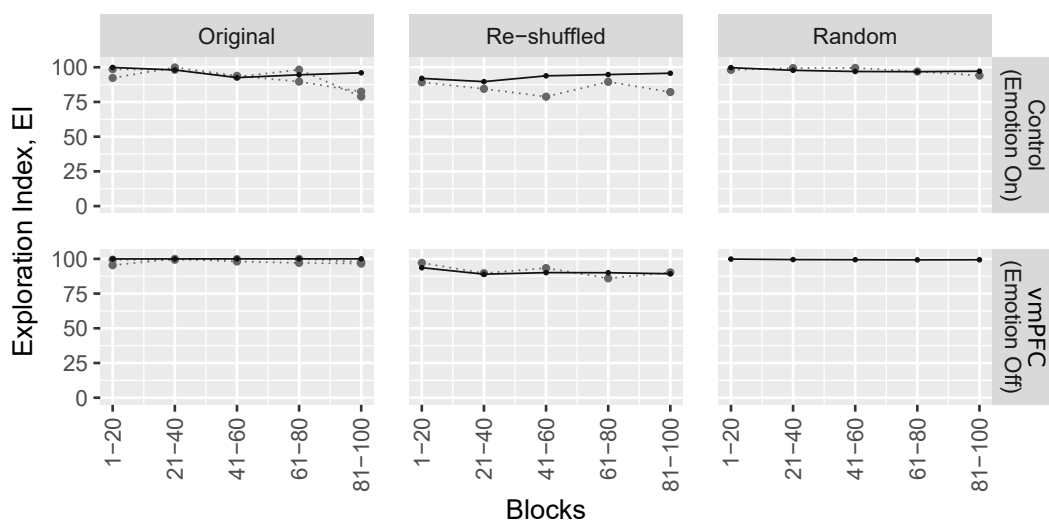 Original
Re−shuffled
Random
Exploration Index, EI
100
75
50
25
0
Control
(Emotion On)
100
75
50
25
0
vmPFC
(Emotion Off)
1−20
21−40
41−60
61−80
81−100
1−20
21−40
41−60
61−80
81−100
1−20
21−40
41−60
61−80
81−100
Blocks